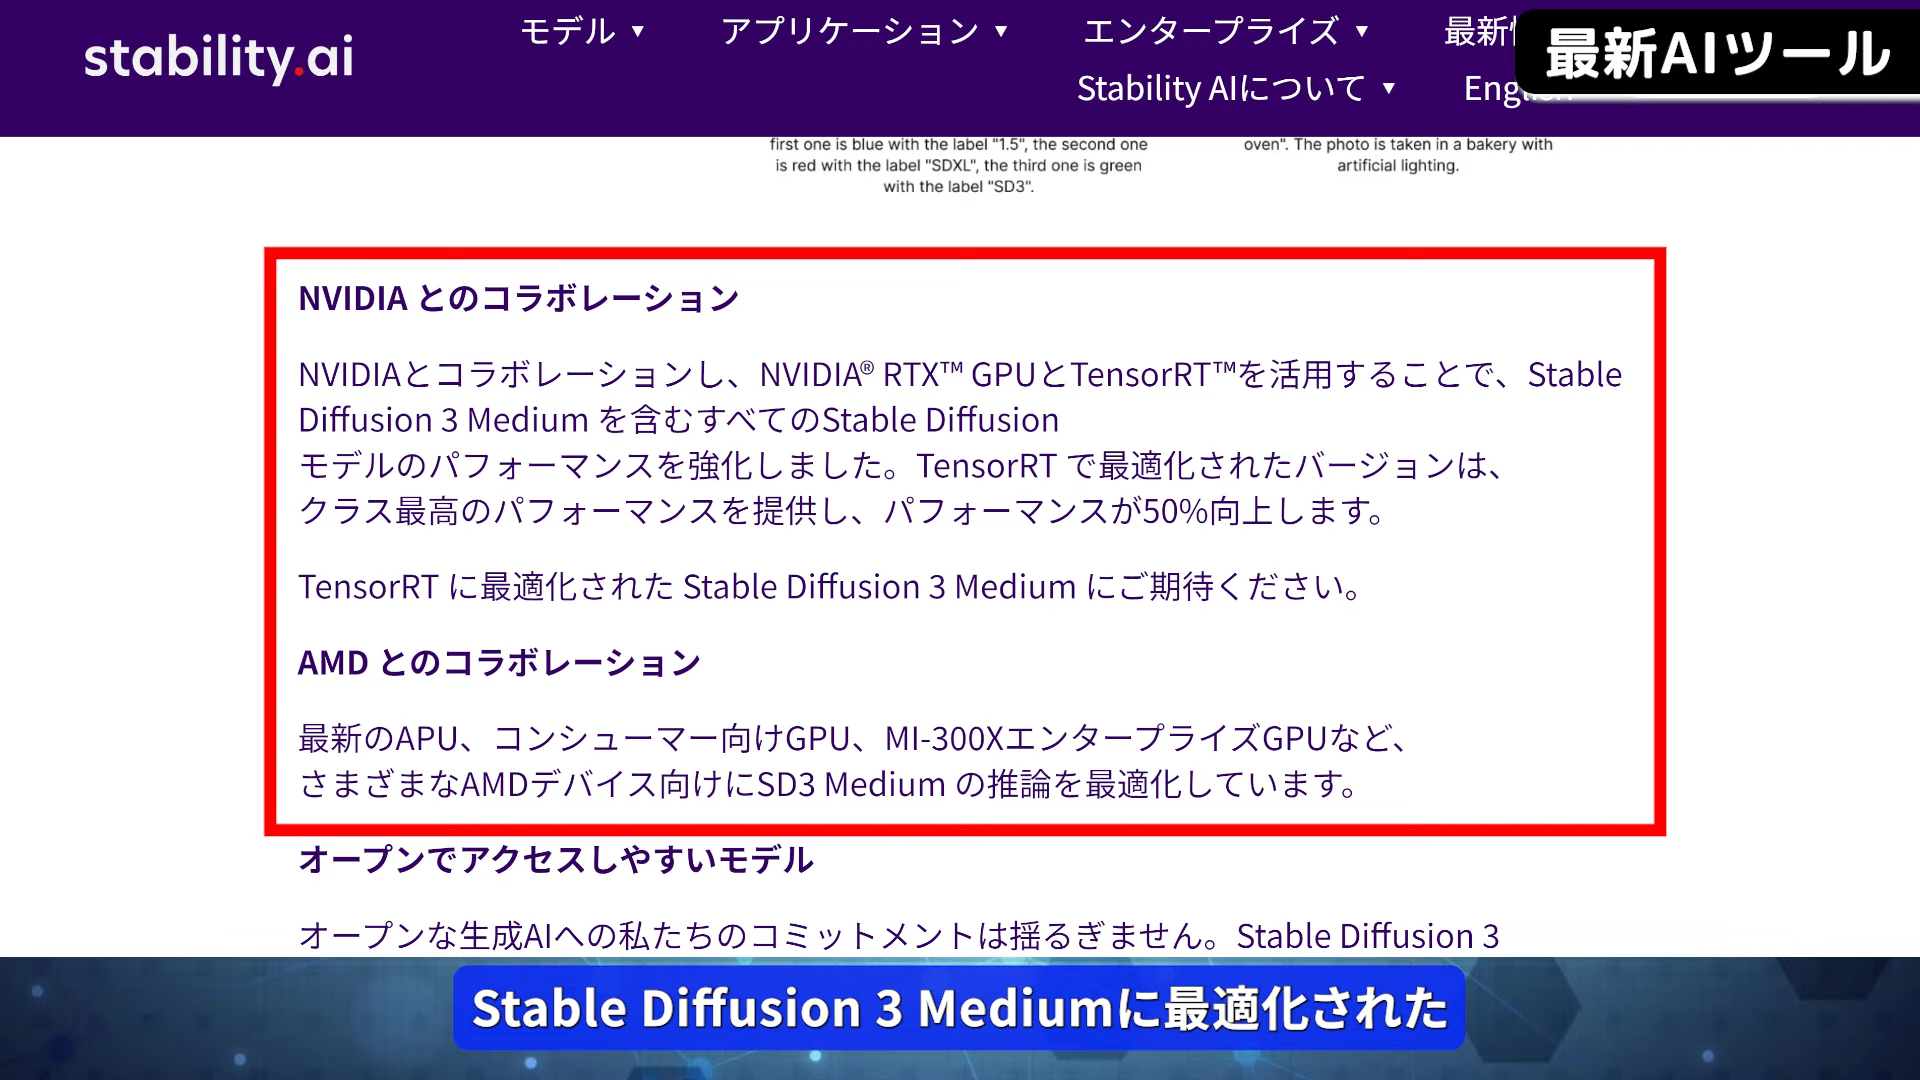 stability.ai
モデル ▼
アプリケーション ▼
エンタープライズ ▼
最新
最新AIツール
Stability AIについて ▼
first one is blue with the label "1.5", the second one
is red with the label "SDXL", the third one is green
with the label "SD3".
oven". The photo is taken in a bakery with
artificial lighting.
NVIDIA とのコラボレーション
NVIDIAとコラボレーションし、NVIDIA® RTX™ GPUとTensorRT™を活用することで、Stable
Diffusion 3 Medium を含むすべてのStable Diffusion
モデルのパフォーマンスを強化しました。TensorRT で最適化されたバージョンは、
クラス最高のパフォーマンスを提供し、パフォーマンスが50%向上します。
TensorRT に最適化された Stable Diffusion 3 Medium にご期待ください。
AMD とのコラボレーション
最新のAPU、コンシューマー向けGPU、MI-300XエンタープライズGPUなど、
さまざまなAMDデバイス向けにSD3 Medium の推論を最適化しています。
オープンでアクセスしやすいモデル
オープンな生成AIへの私たちのコミットメントは揺るぎません。Stable Diffusion 3
Stable Diffusion 3 Mediumに最適化された